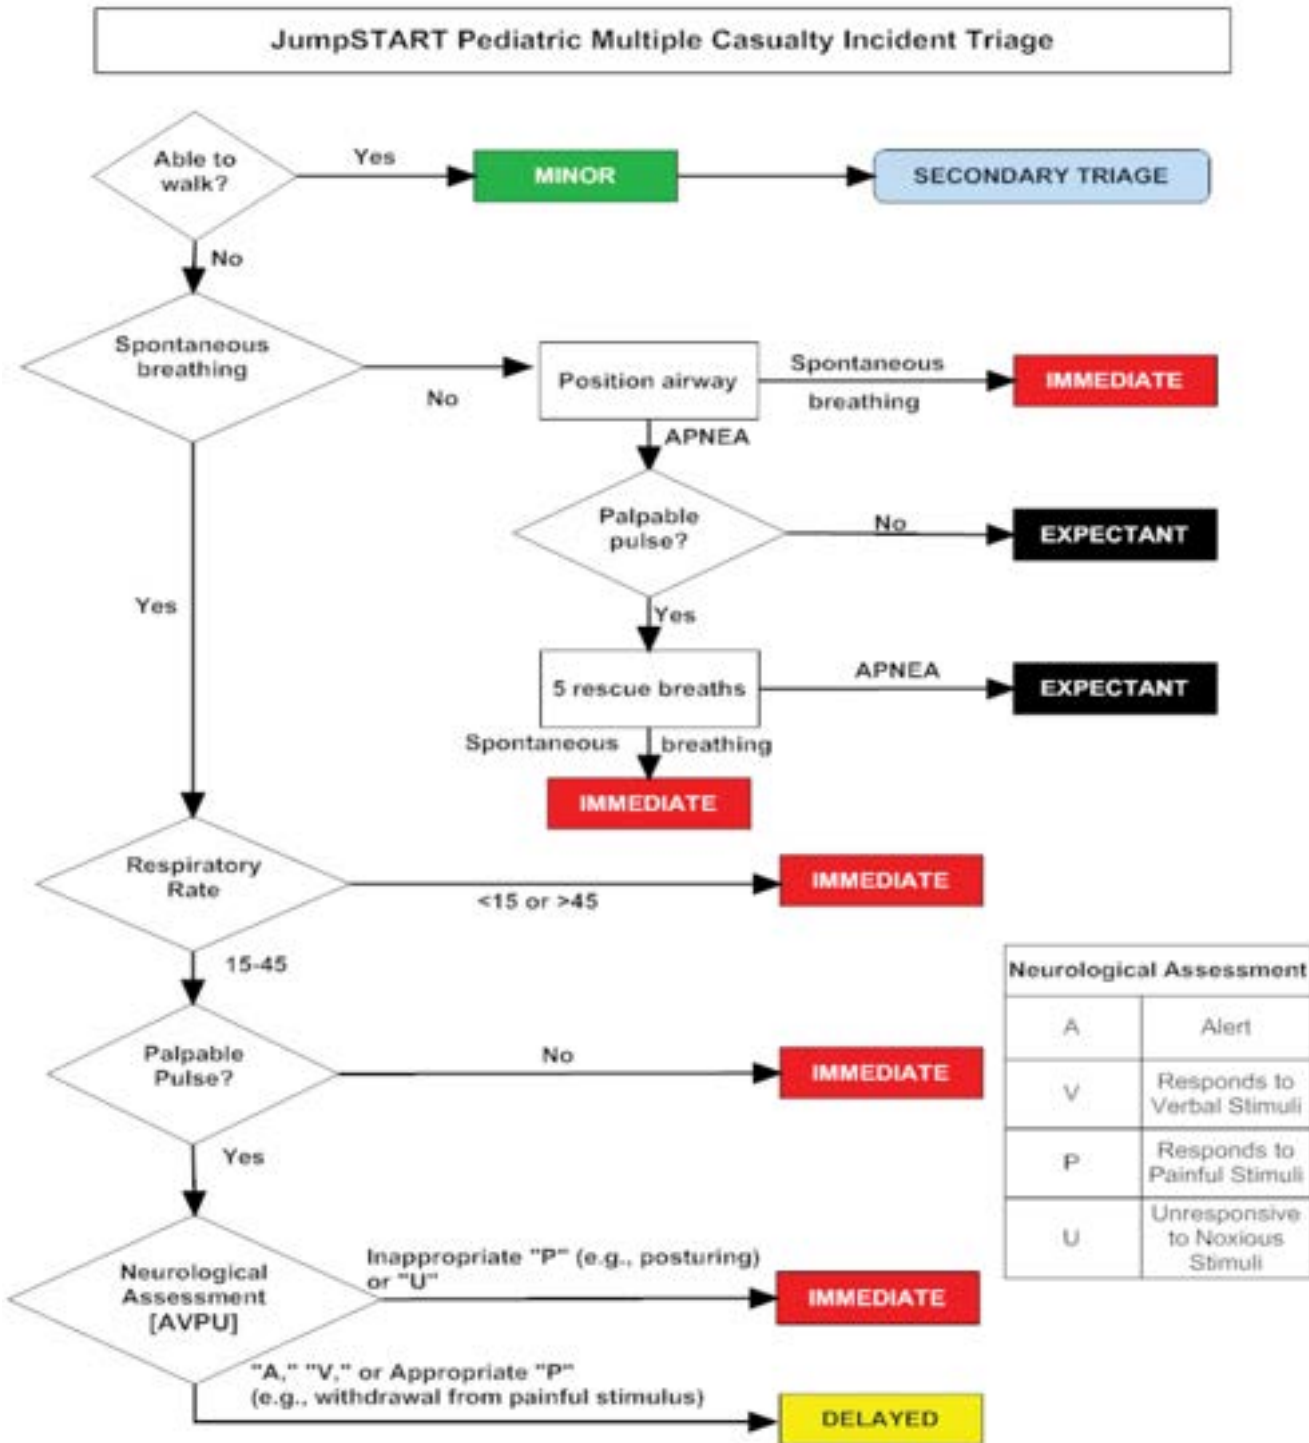 JumpSTART Pediatric Multiple Casualty Incident Triage
Able to
walk?
Yes
MINOR
SECONDARY TRIAGE
No
Spontaneous
breathing
No
Position airway
Spontaneous
breathing
IMMEDIATE
APNEA
Palpable
pulse?
No
EXPECTANT
Yes
Yes
5 rescue breaths
APNEA
EXPECTANT
Spontaneous breathing
IMMEDIATE
Respiratory
Rate
<15 or >45
IMMEDIATE
15-45
Palpable
Pulse?
No
IMMEDIATE
Yes
Neurological
Assessment
[AVPU]
Inappropriate "P" (e.g., posturing)
or "U"
IMMEDIATE
"A," "V," or Appropriate "P"
(e.g., withdrawal from painful stimulus)
DELAYED
Neurological Assessment
A Alert
V Responds to
Verbal Stimuli
P Responds to
Painful Stimuli
U Unresponsive
to Noxious
Stimuli